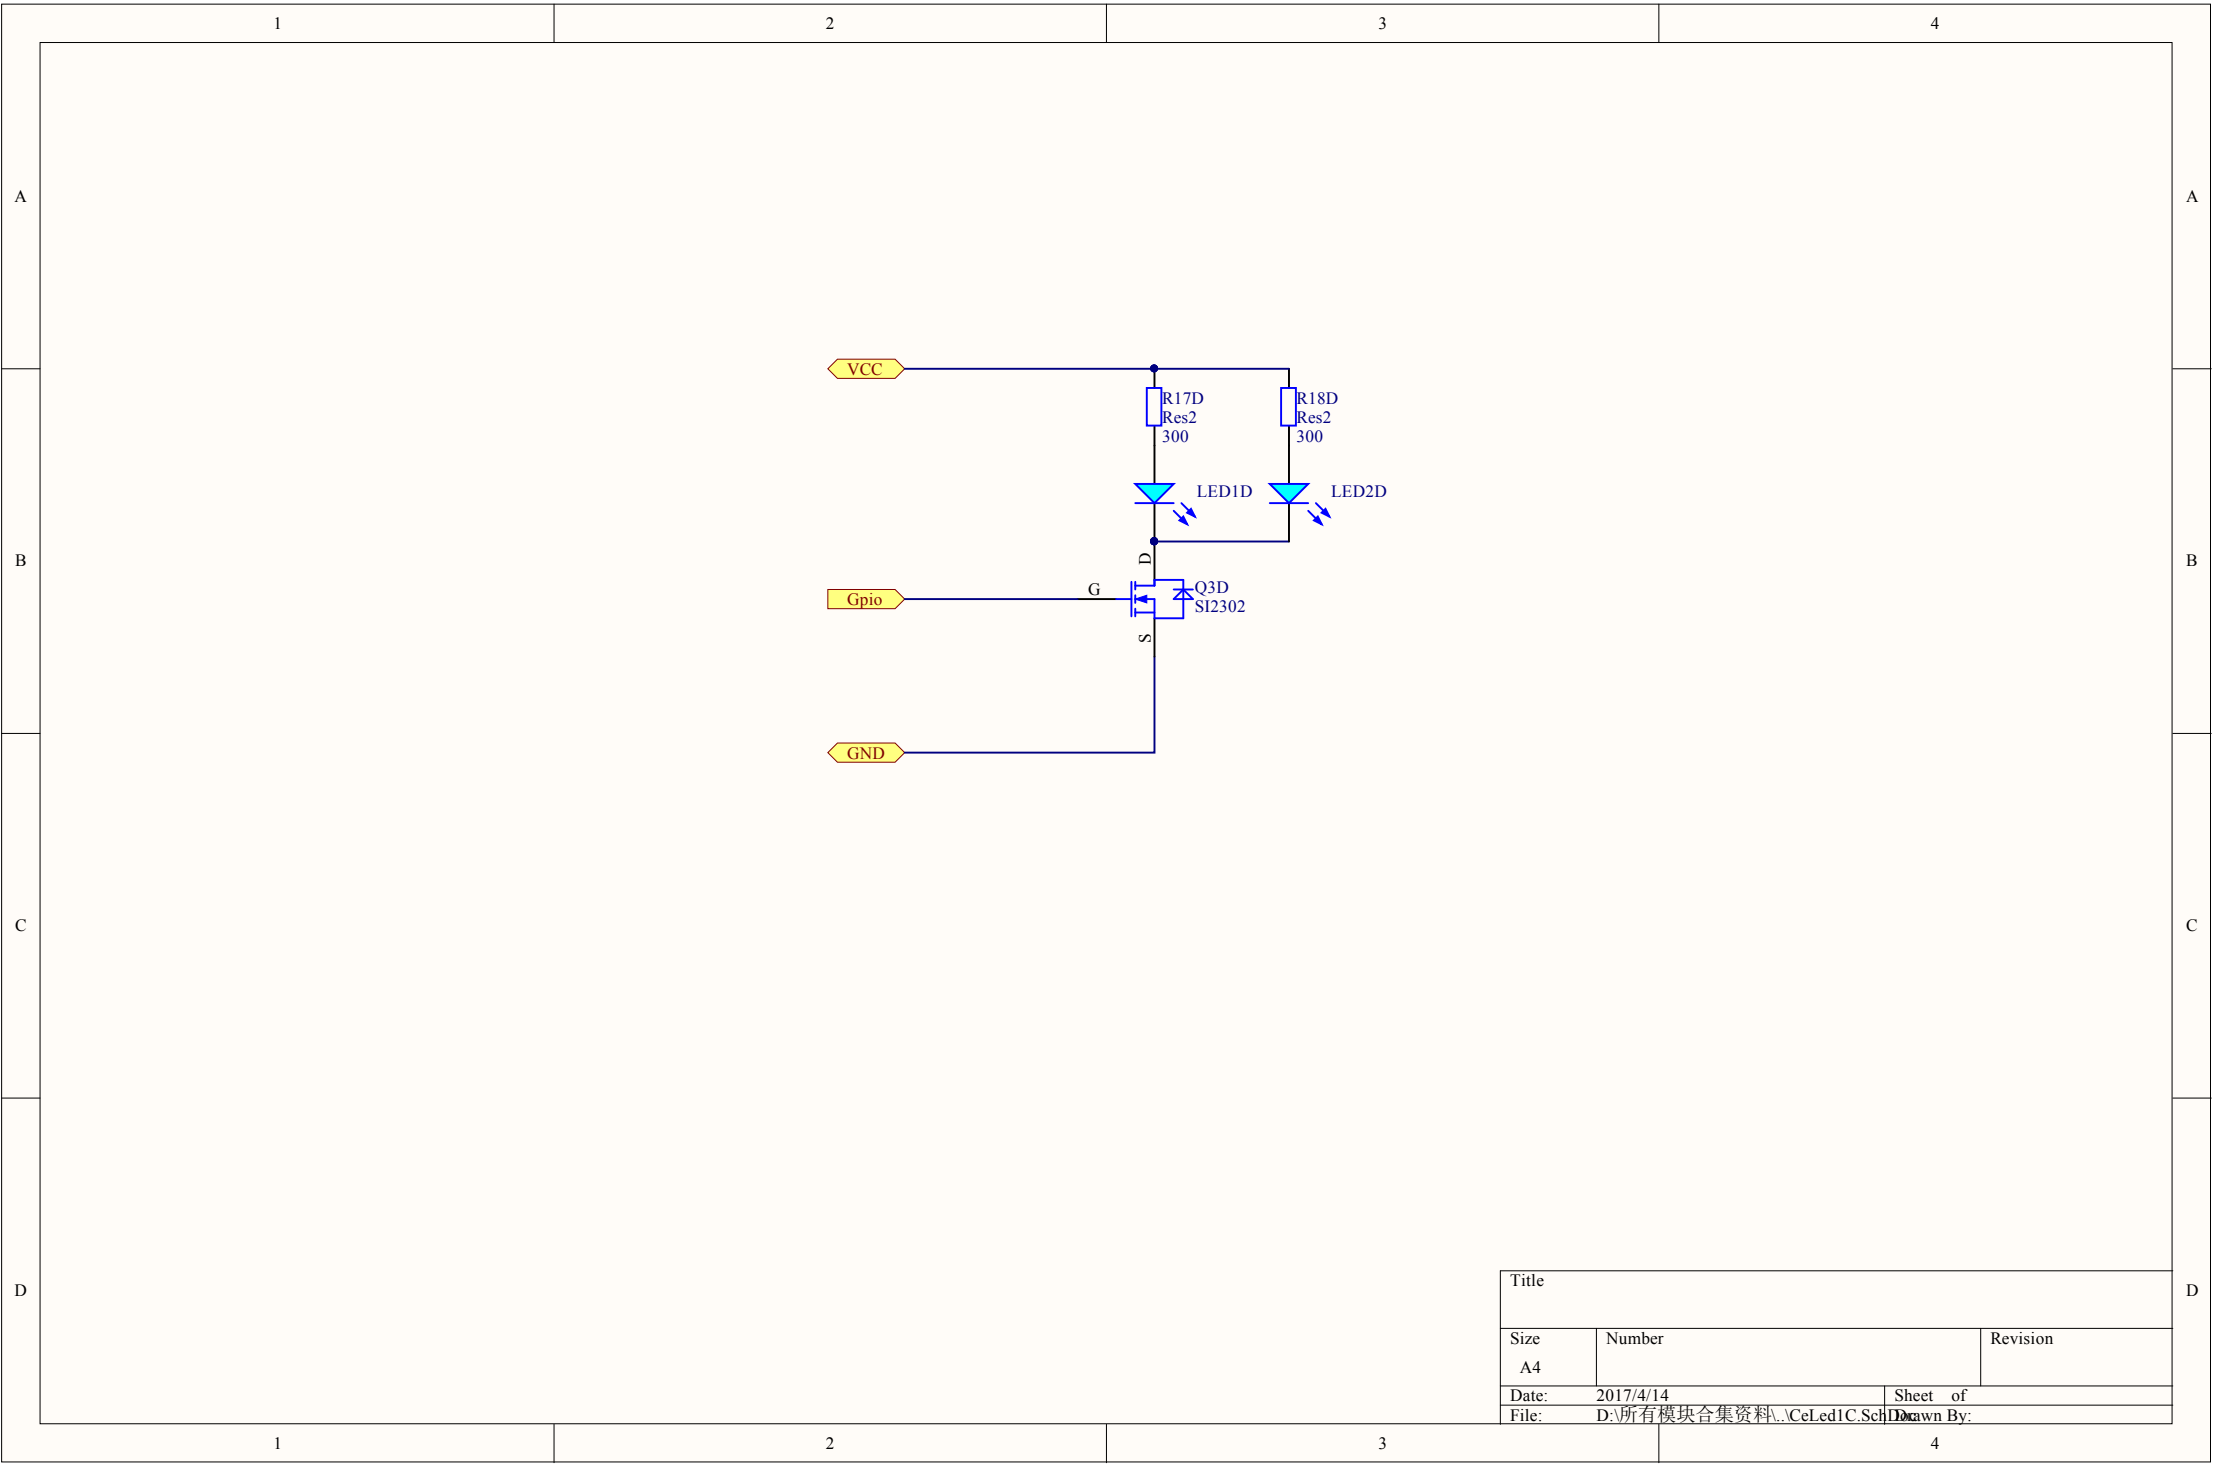 1 2 3 4
A A
VCC
R17D R18D
Res2 Res2
300 300
LED1D LED2D
B B
D
G Q3D
Gpio SI2302
S
GND
C C
D D
Title
Size Number Revision
A4
Date: 2017/4/14 Sheet of
File: D:\所有模块合集资料\..\CeLed1C.SchDoc Drawn By:
1 2 3 4